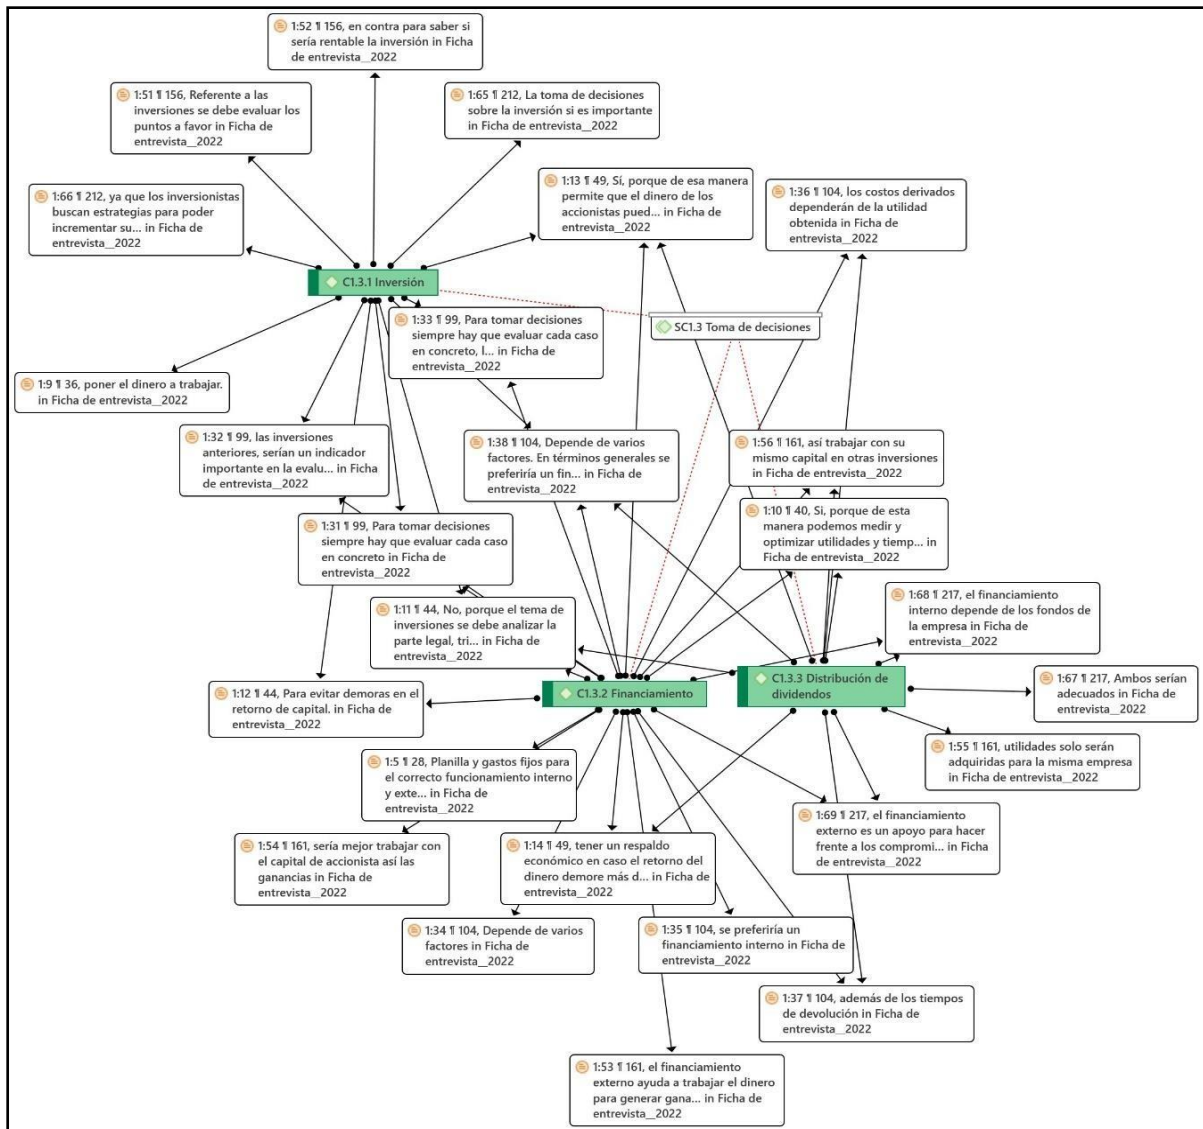 1:52 ¶ 156, en contra para saber si
sería rentable la inversión in Ficha
de entrevista_2022
1:51 ¶ 156, Referente a las
inversiones se debe evaluar los
puntos a favor in Ficha de
entrevista_2022
1:65 ¶ 212, La toma de decisiones
sobre la inversión si es importante
in Ficha de entrevista_2022
1:66 ¶ 212, ya que los inversionistas
buscan estrategias para poder
incrementar su... in Ficha de
entrevista_2022
1:13 ¶ 49, Sí, porque de esa manera
permite que el dinero de los
accionistas pued... in Ficha de
entrevista_2022
1:36 ¶ 104, los costos derivados
dependerán de la utilidad
obtenida in Ficha de
entrevista_2022
C1.3.1 Inversión
1:33 ¶ 99, Para tomar decisiones
siempre hay que evaluar cada caso
en concreto, l... in Ficha de
entrevista_2022
SC1.3 Toma de decisiones
1:9 ¶ 36, poner el dinero a trabajar.
in Ficha de entrevista_2022
1:32 ¶ 99, las inversiones
anteriores, serían un indicador
importante en la evalu... in Ficha
de entrevista_2022
1:38 ¶ 104, Depende de varios
factores. En términos generales se
preferiría un fin... in Ficha de
entrevista_2022
1:56 ¶ 161, así trabajar con su
mismo capital en otras inversiones
in Ficha de entrevista_2022
1:10 ¶ 40, Si, porque de esta
manera podemos medir y
optimizar utilidades y tiemp... in
Ficha de entrevista_2022
1:31 ¶ 99, Para tomar decisiones
siempre hay que evaluar cada caso
en concreto in Ficha de
entrevista_2022
1:11 ¶ 44, No, porque el tema de
inversiones se debe analizar la
parte legal, tri... in Ficha de
entrevista_2022
1:68 ¶ 217, el financiamiento
interno depende de los fondos de
la empresa in Ficha de
entrevista_2022
1:12 ¶ 44, Para evitar demoras en el
retorno de capital. in Ficha de
entrevista_2022
C1.3.2 Financiamiento
C1.3.3 Distribución de
dividendos
1:67 ¶ 217, Ambos serían
adecuados in Ficha de
entrevista_2022
1:55 ¶ 161, utilidades solo serán
adquiridas para la misma empresa
in Ficha de entrevista_2022
1:5 ¶ 28, Planilla y gastos fijos para
el correcto funcionamiento interno
y exte... in Ficha de
entrevista_2022
1:69 ¶ 217, el financiamiento
externo es un apoyo para hacer
frente a los compromi... in Ficha
de entrevista_2022
1:54 ¶ 161, sería mejor trabajar con
el capital de accionista así las
ganancias in Ficha de
entrevista_2022
1:14 ¶ 49, tener un respaldo
económico en caso el retorno del
dinero demore más d... in Ficha
de entrevista_2022
1:34 ¶ 104, Depende de varios
factores in Ficha de
entrevista_2022
1:35 ¶ 104, se preferiría un
financiamiento interno in Ficha de
entrevista_2022
1:37 ¶ 104, además de los tiempos
de devolución in Ficha de
entrevista_2022
1:53 ¶ 161, el financiamiento
externo ayuda a trabajar el dinero
para generar gana... in Ficha de
entrevista_2022